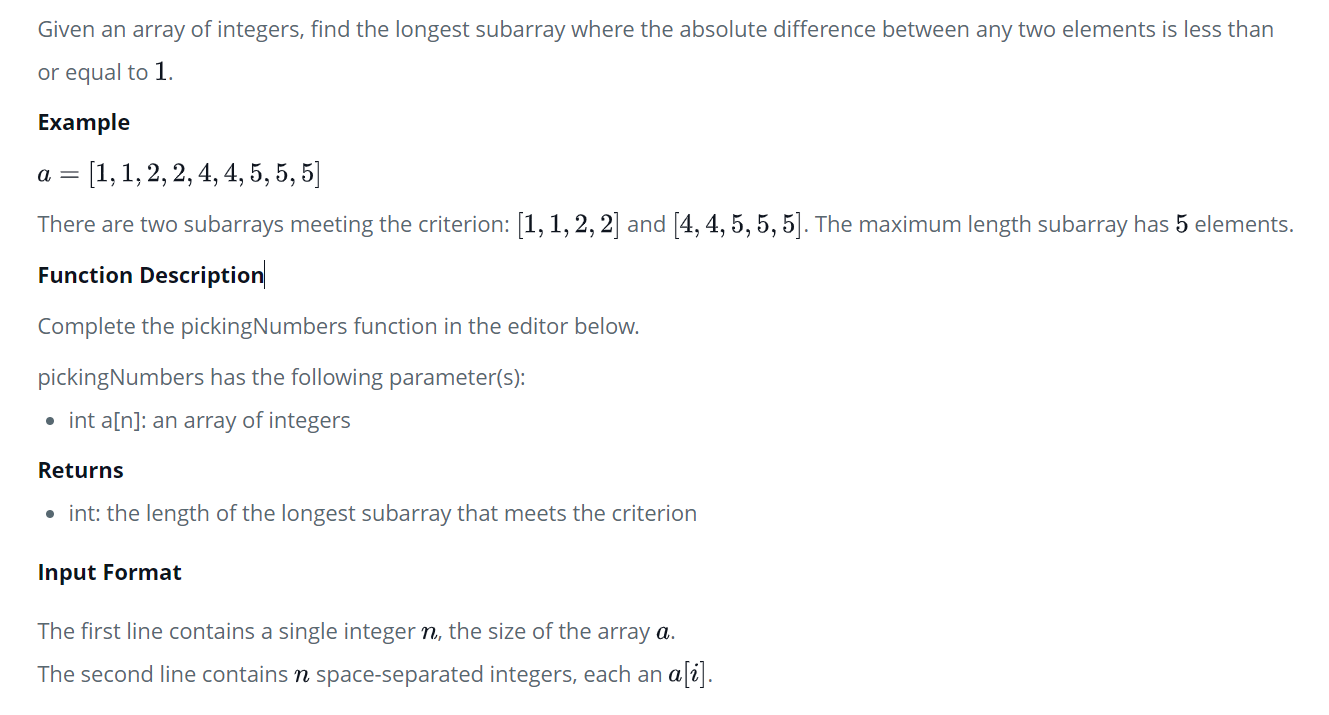 Given an array of integers, find the longest subarray where the absolute difference between any two elements is less than
or equal to 1.
Example
a = [1, 1, 2, 2, 4, 4, 5, 5, 5]
There are two subarrays meeting the criterion: [1, 1, 2, 2] and [4, 4, 5, 5, 5]. The maximum length subarray has 5 elements.
Function Description
Complete the pickingNumbers function in the editor below.
pickingNumbers has the following parameter(s):
• int a[n]: an array of integers
Returns
• int: the length of the longest subarray that meets the criterion
Input Format
The first line contains a single integer n, the size of the array a.
The second line contains n space-separated integers, each an a[i].